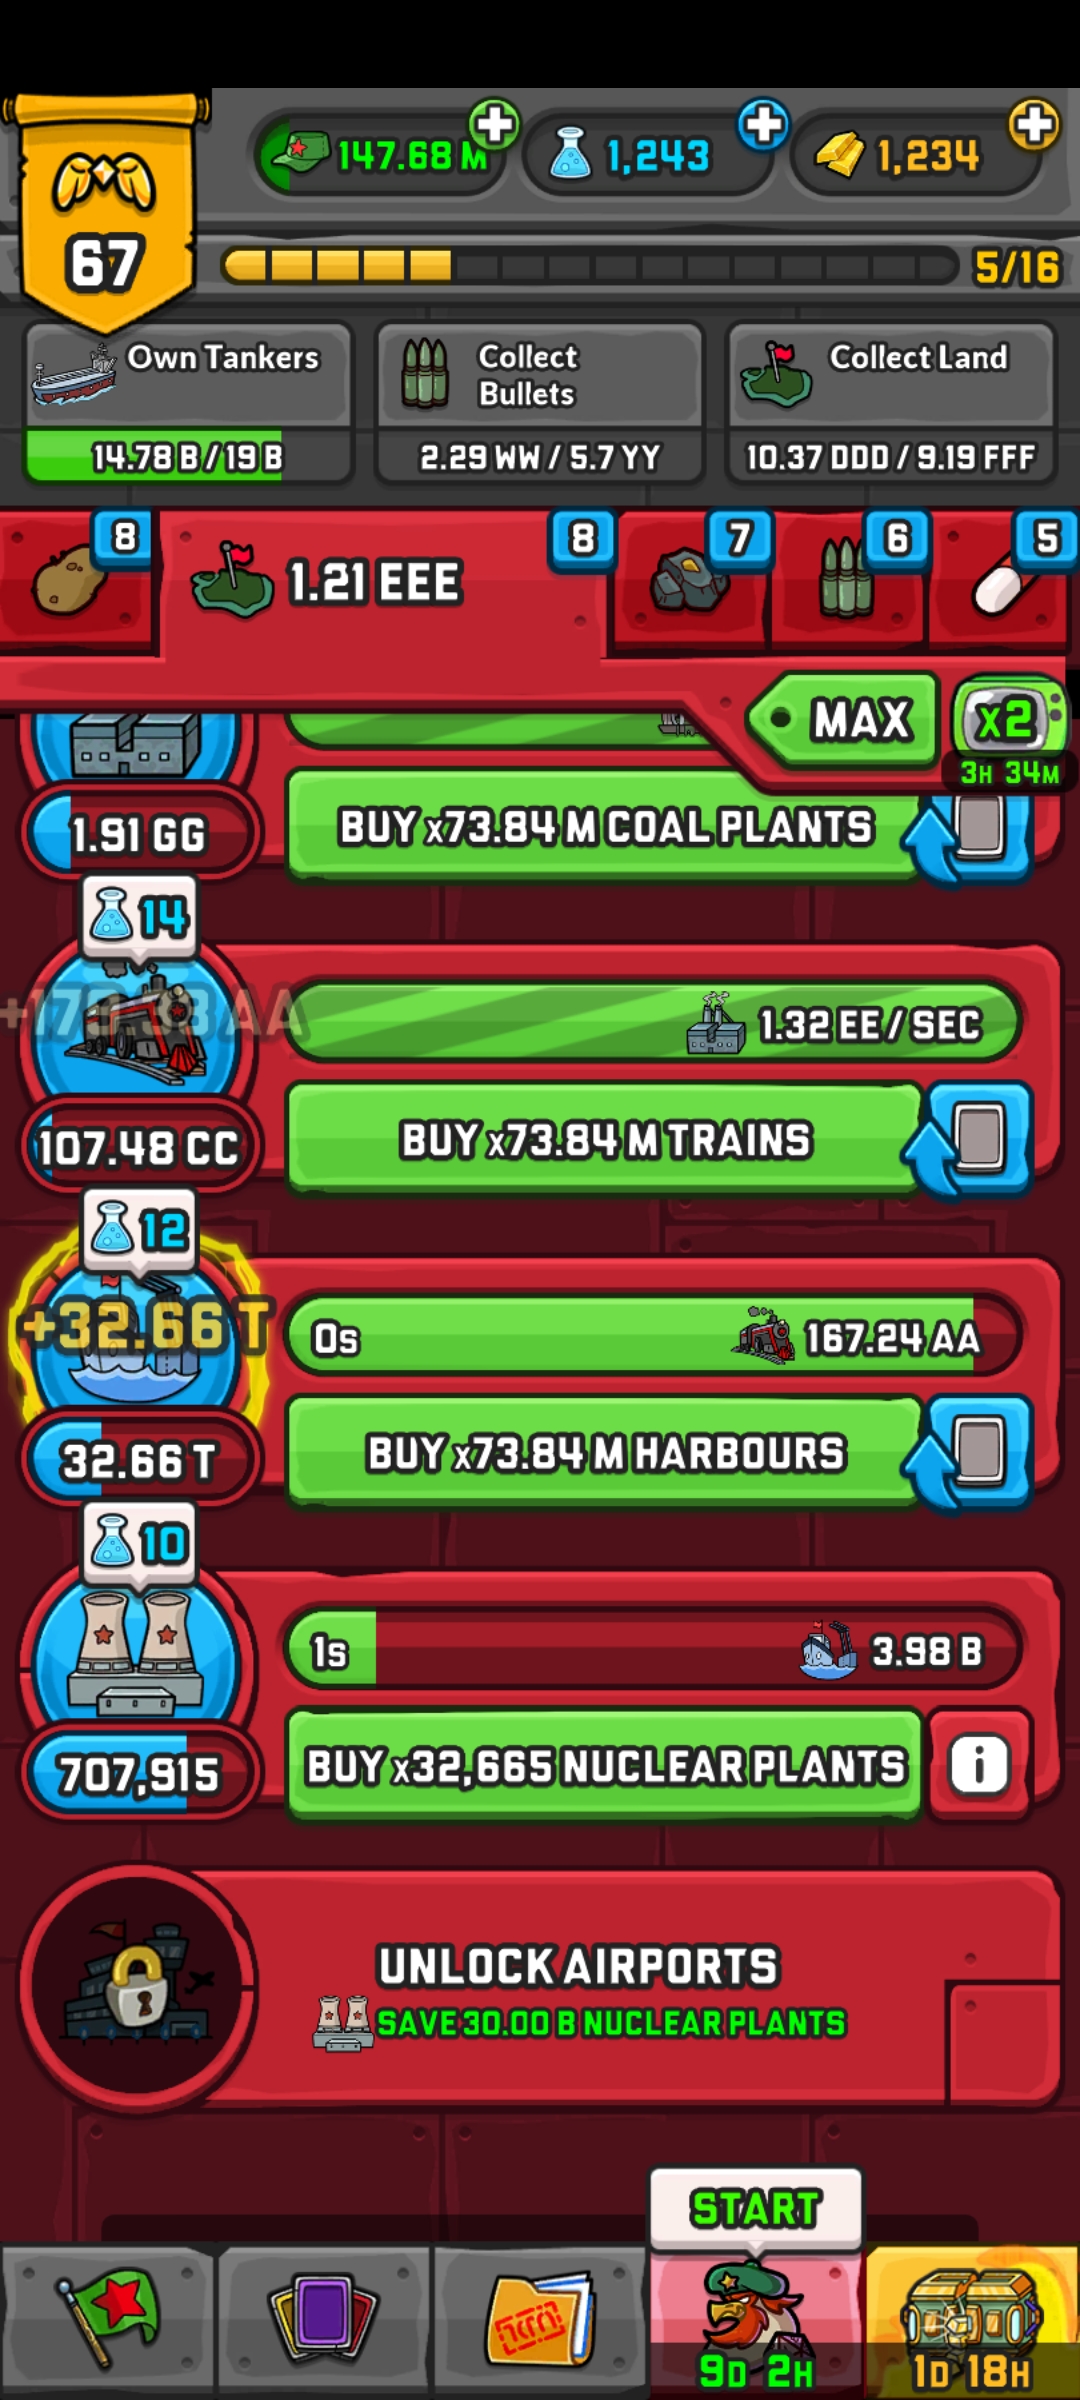 147.68 M
1,243
1,234
67
5/16
Own Tankers
14.78 B / 19 B
Collect
Bullets
2.29 WW / 5.7 YY
Collect Land
10.37 DDD / 9.19 FFF
8
1.21 EEE
8
7
6
5
MAX
x2
3H 34M
1.91 GG
BUY x73.84 M COAL PLANTS
14
1.32 EE / SEC
107.48 CC
BUY x73.84 M TRAINS
12
+32.66 T
0s
167.24 AA
32.66 T
BUY x73.84 M HARBOURS
10
1s
3.98 B
707,915
BUY x32,665 NUCLEAR PLANTS
i
UNLOCK AIRPORTS
SAVE 30.00 B NUCLEAR PLANTS
START
9D 2H
1D 18H